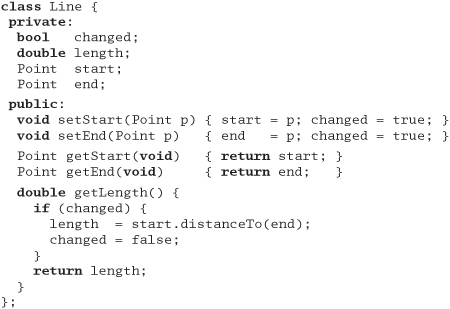 class Line {
 private:
  bool   changed;
  double length;
  Point  start;
  Point  end;
 public:
  void setStart(Point p) { start = p; changed = true; }
  void setEnd(Point p)   { end   = p; changed = true; }
  Point getStart(void)   { return start; }
  Point getEnd(void)     { return end;   }
  double getLength() {
    if (changed) {
      length  = start.distanceTo(end);
      changed = false;
    }
    return length;
  }
};